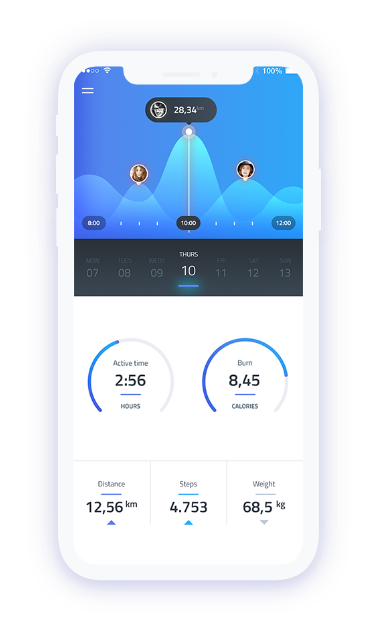 100%
28,34 km
8:00 10:00 12:00
THURS
MON TUES WED FRI SAT SUN
07 08 09 10 11 12 13
Active time Burn
2:56 8,45
HOURS CALORIES
Distance Steps Weight
12,56 km 4.753 68,5 kg